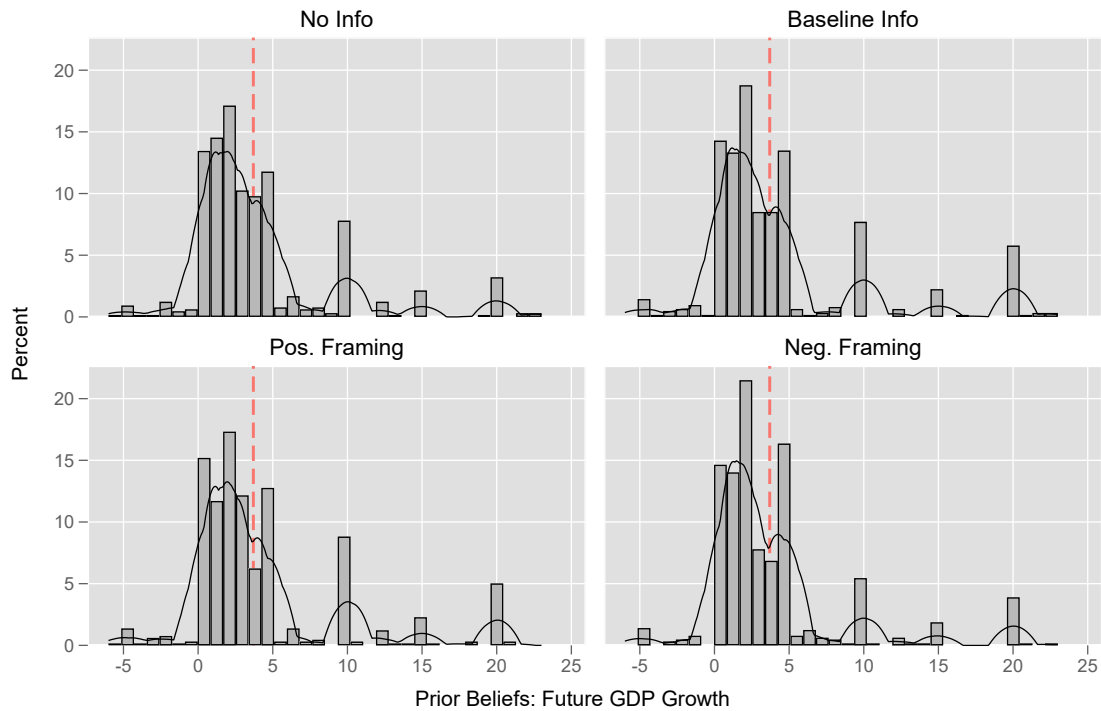 No Info
Baseline Info
20
15
10
5
0
Pos. Framing
Neg. Framing
20
15
10
5
0
-5 0 5 10 15 20 25
-5 0 5 10 15 20 25
Percent
Prior Beliefs: Future GDP Growth